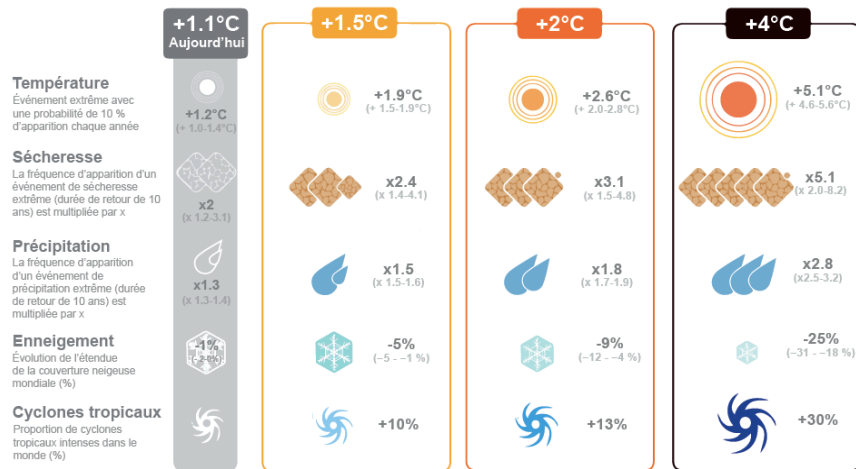 +1.1°C
Aujourd'hui
+1.5°C
+2°C
+4°C
Température
Événement extrême avec
une probabilité de 10 %
d'apparition chaque année
+1.2°C
(+ 1.0-1.4°C)
+1.9°C
(+ 1.5-1.9°C)
+2.6°C
(+ 2.0-2.8°C)
+5.1°C
(+ 4.6-5.6°C)
Sécheresse
La fréquence d'apparition d'un
événement de sécheresse
extrême (durée de retour de 10
ans) est multipliée par x
x2
(x 1.2-3.1)
x2.4
(x 1.4-4.1)
x3.1
(x 1.5-4.8)
x5.1
(x 2.0-8.2)
Précipitation
La fréquence d'apparition
d'un événement de
précipitation extrême (durée
de retour de 10 ans) est
multipliée par x
x1.3
(x 1.3-1.4)
x1.5
(x 1.5-1.6)
x1.8
(x 1.7-1.9)
x2.8
(x2.5-3.2)
Enneigement
Évolution de l'étendue
de la couverture neigeuse
mondiale (%)
-1%
-5%
(−5 - −1 %)
-9%
(−12 - −4 %)
-25%
(−31 - −18 %)
Cyclones tropicaux
Proportion de cyclones
tropicaux intenses dans le
monde (%)
+10%
+13%
+30%